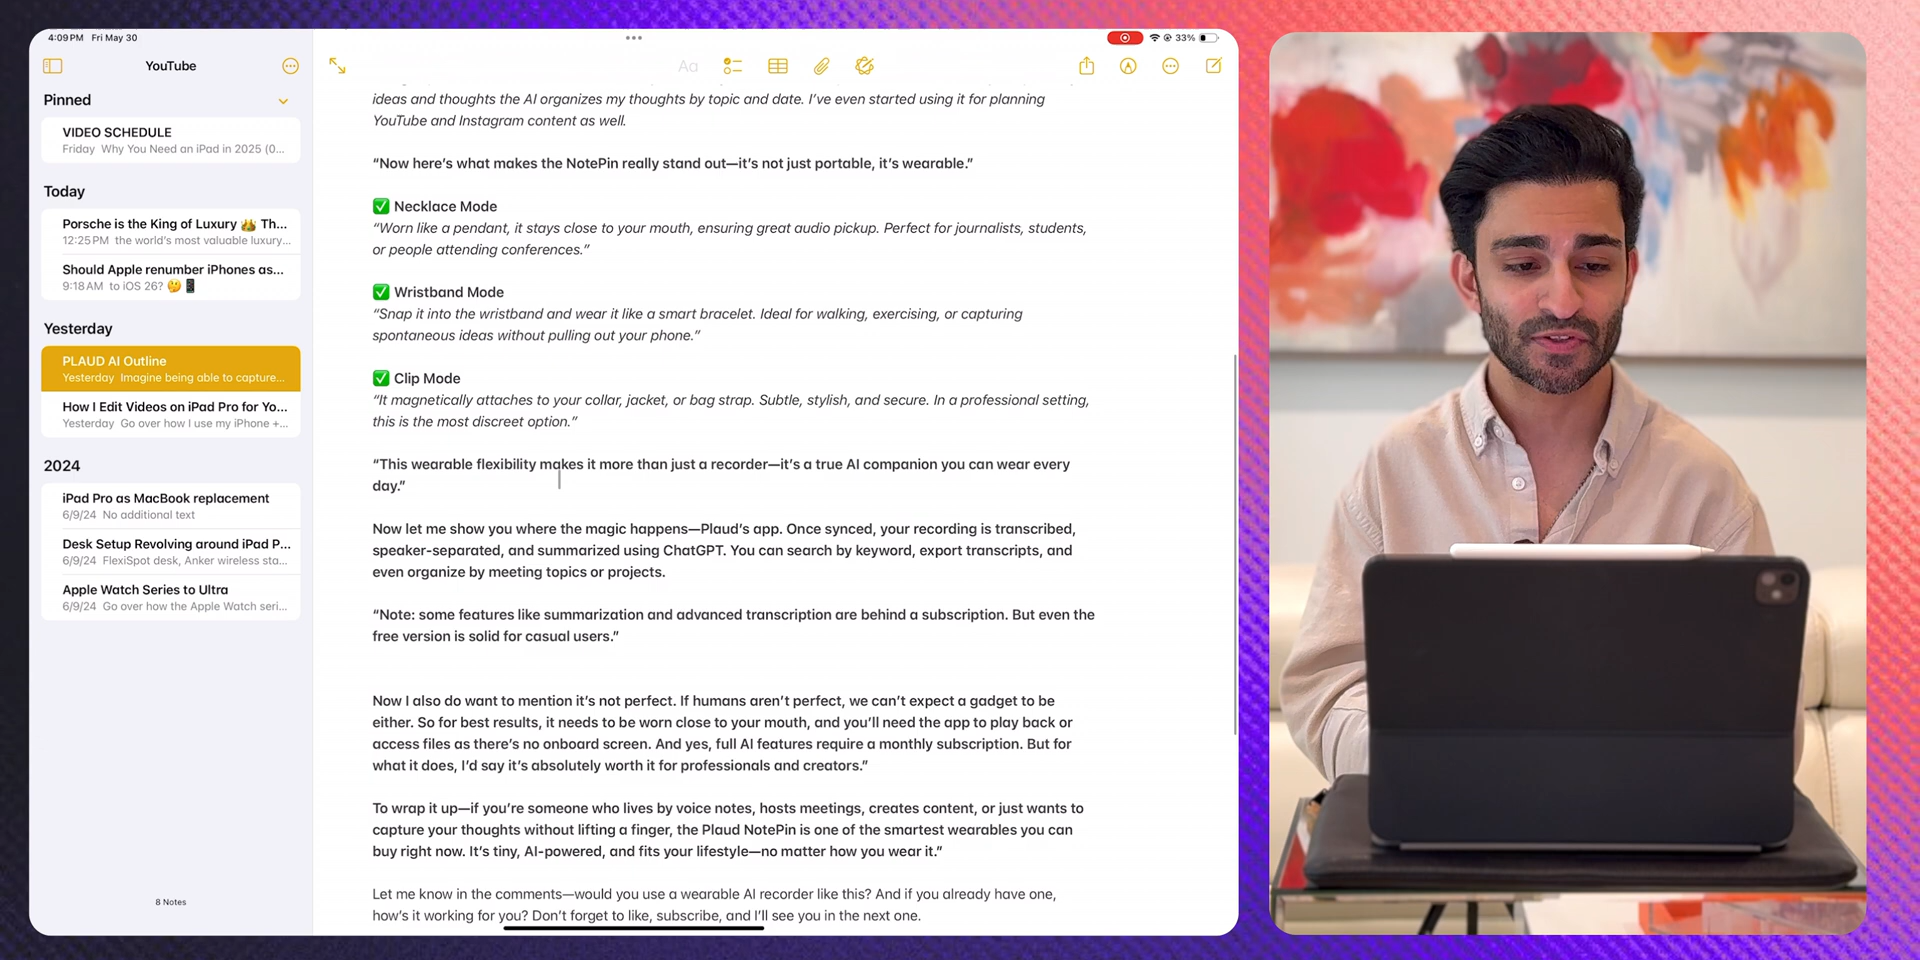 4:09 PM Fri May 30
33%
YouTube
Pinned
VIDEO SCHEDULE
Friday Why You Need an iPad in 2025 (0...
Today
Porsche is the King of Luxury 👑 Th...
12:25 PM the world's most valuable luxury...
Should Apple renumber iPhones as...
9:18 AM to iOS 26? 🤔📱
Yesterday
PLAUD AI Outline
Yesterday Imagine being able to capture...
How I Edit Videos on iPad Pro for Yo...
Yesterday Go over how I use my iPhone +...
2024
iPad Pro as MacBook replacement
6/9/24 No additional text
Desk Setup Revolving around iPad P...
6/9/24 FlexiSpot desk, Anker wireless sta...
Apple Watch Series to Ultra
6/9/24 Go over how the Apple Watch seri...
8 Notes
Aa
ideas and thoughts the AI organizes my thoughts by topic and date. I've even started using it for planning
YouTube and Instagram content as well.
“Now here's what makes the NotePin really stand out—it's not just portable, it's wearable.”
✅ Necklace Mode
“Worn like a pendant, it stays close to your mouth, ensuring great audio pickup. Perfect for journalists, students,
or people attending conferences.”
✅ Wristband Mode
“Snap it into the wristband and wear it like a smart bracelet. Ideal for walking, exercising, or capturing
spontaneous ideas without pulling out your phone.”
✅ Clip Mode
“It magnetically attaches to your collar, jacket, or bag strap. Subtle, stylish, and secure. In a professional setting,
this is the most discreet option.”
“This wearable flexibility makes it more than just a recorder—it's a true AI companion you can wear every
day.”
Now let me show you where the magic happens—Plaud's app. Once synced, your recording is transcribed,
speaker-separated, and summarized using ChatGPT. You can search by keyword, export transcripts, and
even organize by meeting topics or projects.
“Note: some features like summarization and advanced transcription are behind a subscription. But even the
free version is solid for casual users.”
Now I also do want to mention it's not perfect. If humans aren't perfect, we can't expect a gadget to be
either. So for best results, it needs to be worn close to your mouth, and you'll need the app to play back or
access files as there's no onboard screen. And yes, full AI features require a monthly subscription. But for
what it does, I'd say it's absolutely worth it for professionals and creators.”
To wrap it up—if you're someone who lives by voice notes, hosts meetings, creates content, or just wants to
capture your thoughts without lifting a finger, the Plaud NotePin is one of the smartest wearables you can
buy right now. It's tiny, AI-powered, and fits your lifestyle—no matter how you wear it.”
Let me know in the comments—would you use a wearable AI recorder like this? And if you already have one,
how's it working for you? Don't forget to like, subscribe, and I'll see you in the next one.